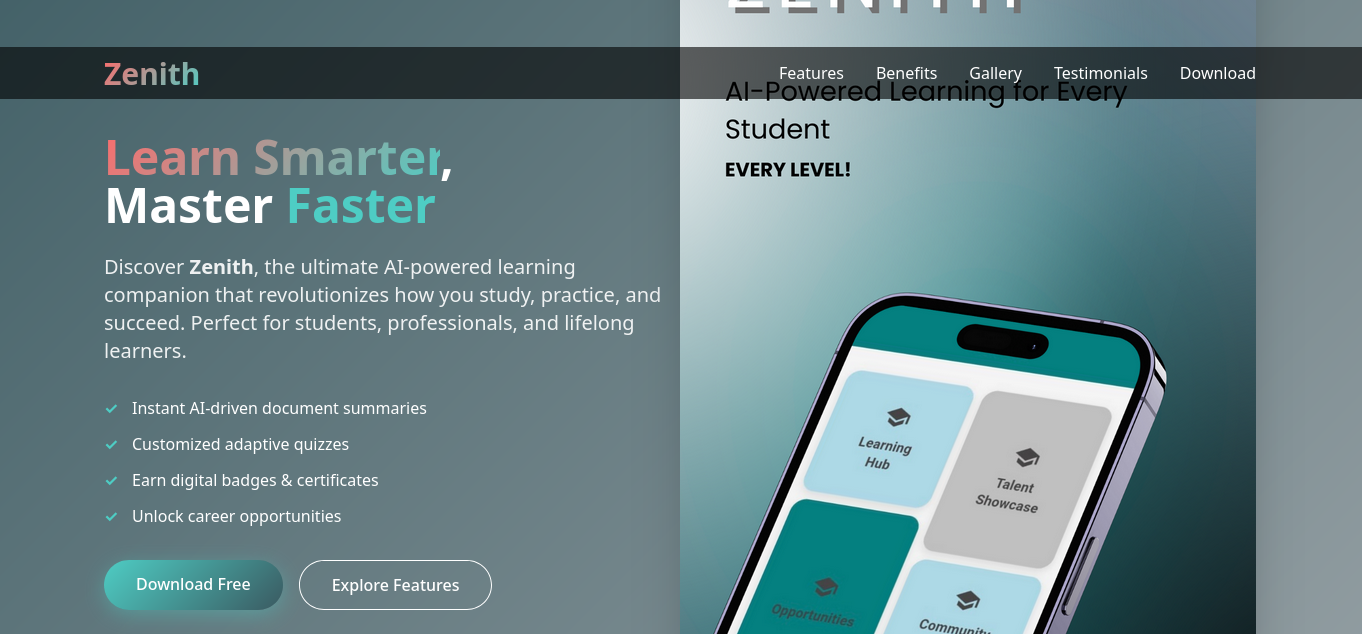 ZENITH
Zenith
Features Benefits Gallery Testimonials Download
AI-Powered Learning for Every
Student
EVERY LEVEL!
Learn Smarter,
Master Faster
Discover Zenith, the ultimate AI-powered learning
companion that revolutionizes how you study, practice, and
succeed. Perfect for students, professionals, and lifelong
learners.
Instant AI-driven document summaries
Customized adaptive quizzes
Earn digital badges & certificates
Unlock career opportunities
Download Free
Explore Features
Learning
Hub
Talent
Showcase
Opportunities
Community